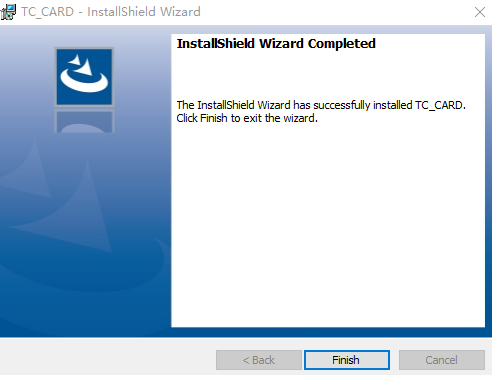 TC_CARD - InstallShield Wizard
InstallShield Wizard Completed
The InstallShield Wizard has successfully installed TC_CARD.
Click Finish to exit the wizard.
< Back
Finish
Cancel